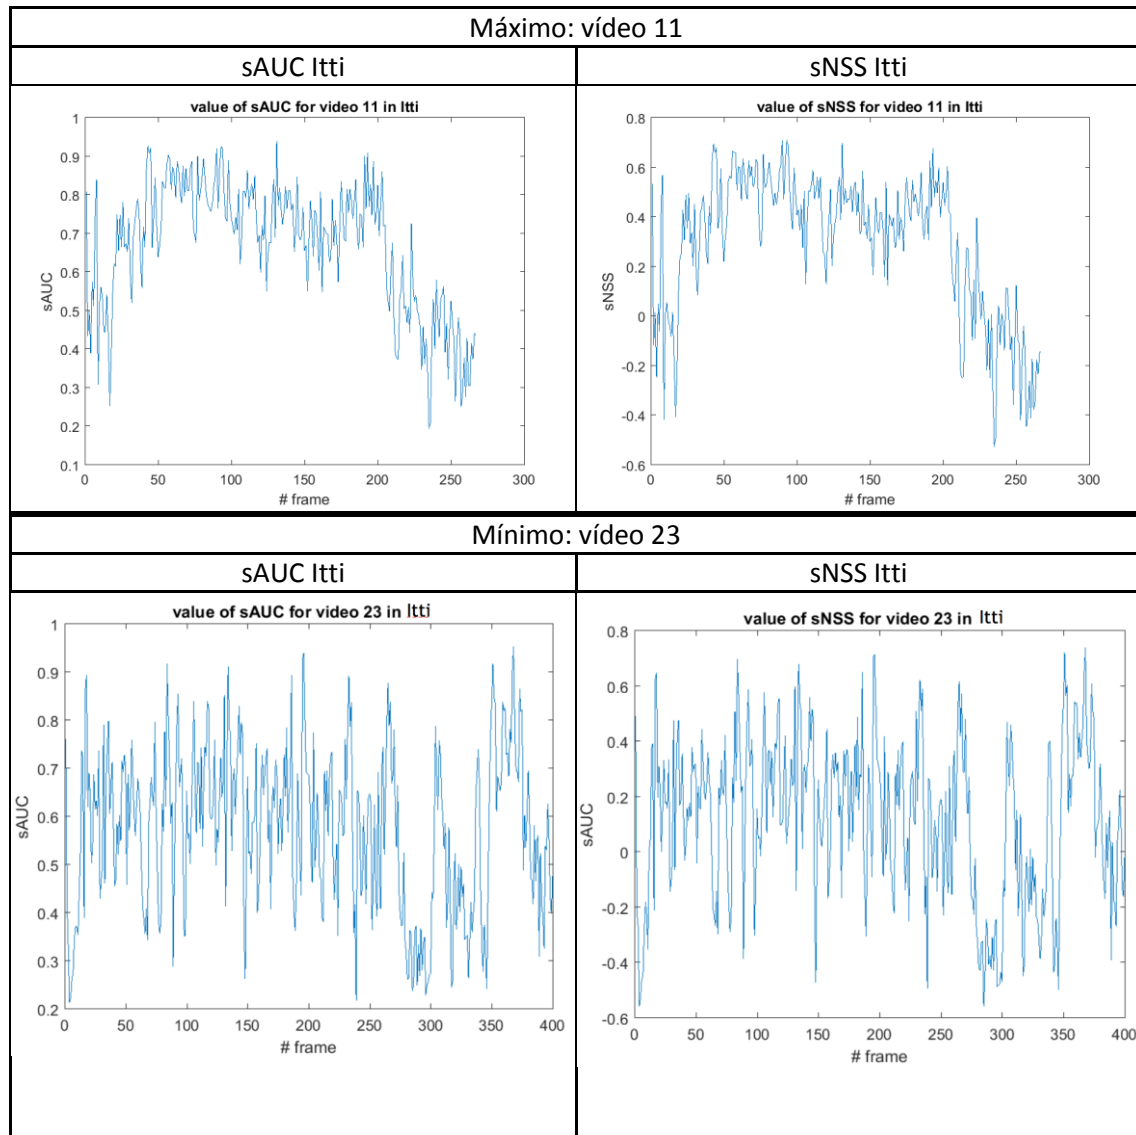 Máximo: vídeo 11
sAUC Itti
sNSS Itti
value of sAUC for video 11 in Itti
1
0.9
0.8
0.7
0.6
0.5
0.4
0.3
0.2
0.1
sAUC
0 50 100 150 200 250 300
# frame
value of sNSS for video 11 in Itti
0.8
0.6
0.4
0.2
0
-0.2
-0.4
-0.6
sNSS
0 50 100 150 200 250 300
# frame
Mínimo: vídeo 23
sAUC Itti
sNSS Itti
value of sAUC for video 23 in Itti
1
0.9
0.8
0.7
0.6
0.5
0.4
0.3
0.2
sAUC
0 50 100 150 200 250 300 350 400
# frame
value of sNSS for video 23 in Itti
0.8
0.6
0.4
0.2
0
-0.2
-0.4
-0.6
sAUC
0 50 100 150 200 250 300 350 400
# frame